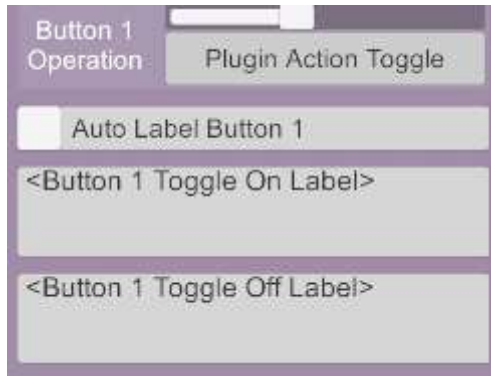 Button 1
Operation
Plugin Action Toggle
Auto Label Button 1
<Button 1 Toggle On Label>
<Button 1 Toggle Off Label>